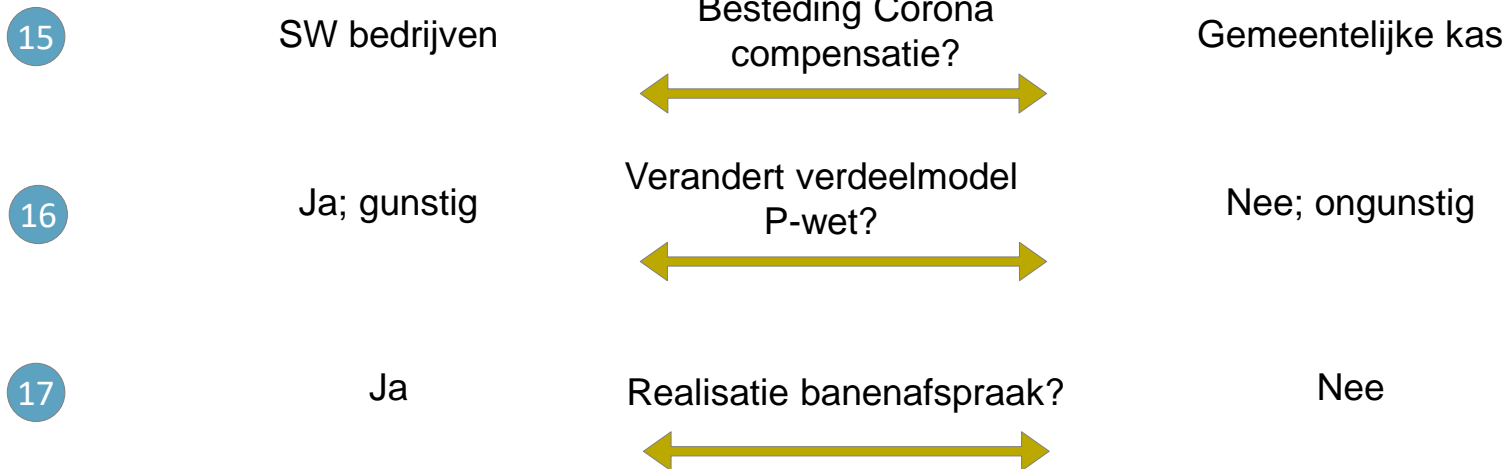 15
SW bedrijven
Besteding Corona
compensatie?
Gemeentelijke kas
16
Ja; gunstig
Verandert verdeelmodel
P-wet?
Nee; ongunstig
17
Ja
Realisatie banenafspraak?
Nee